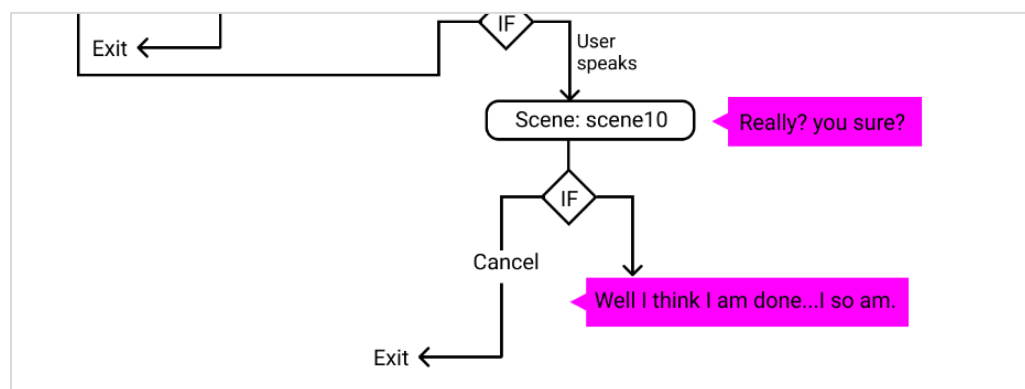 IF
Exit
User
speaks
Scene: scene10
Really? you sure?
IF
Cancel
Well I think I am done...I so am.
Exit